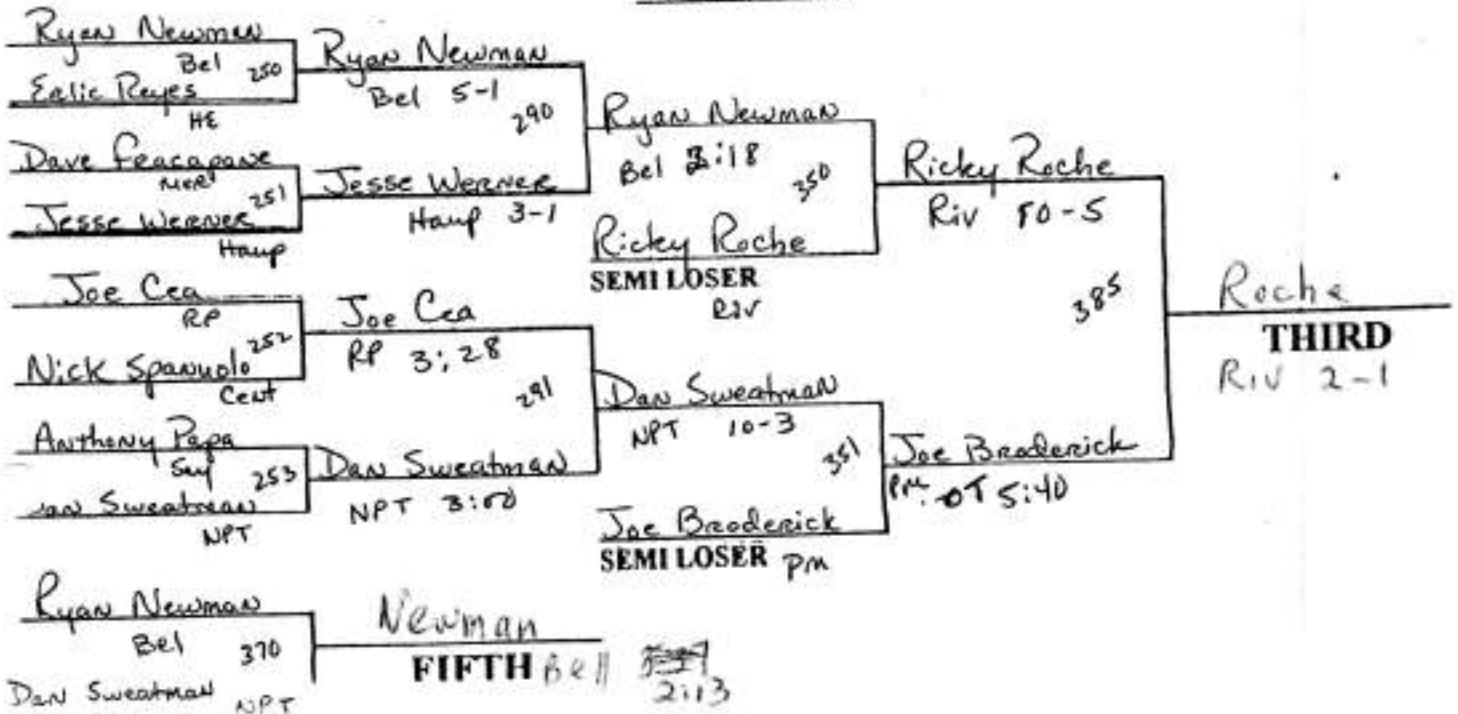 Ryan Newman
Bel 250
Ealic Reyes
HE
Dave Feacapane
Mert 251
Jesse Werner
Haup
Joe Cea
RP 252
Nick Spanuolo
Cent
Anthony Papa
253
Dan Sweatman
NPT
Ryan Newman
Bel 5-1
290
Jesse Werner
Haup 3-1
Joe Cea
RP 3:28
291
Dan Sweatman
NPT 3:50
Ryan Newman
Bel 3:18
350
Ricky Roche
SEMI LOSER
Riv
Dan Sweatman
NPT 10-3
351
Joe Broderick
SEMI LOSER PM
Ricky Roche
Riv 10-5
385
Joe Broderick
PM OT 5:40
Roche
THIRD
Riv 2-1
Ryan Newman
Bel 370
Dan Sweatman NPT
Newman
FIFTH Bell
2:13